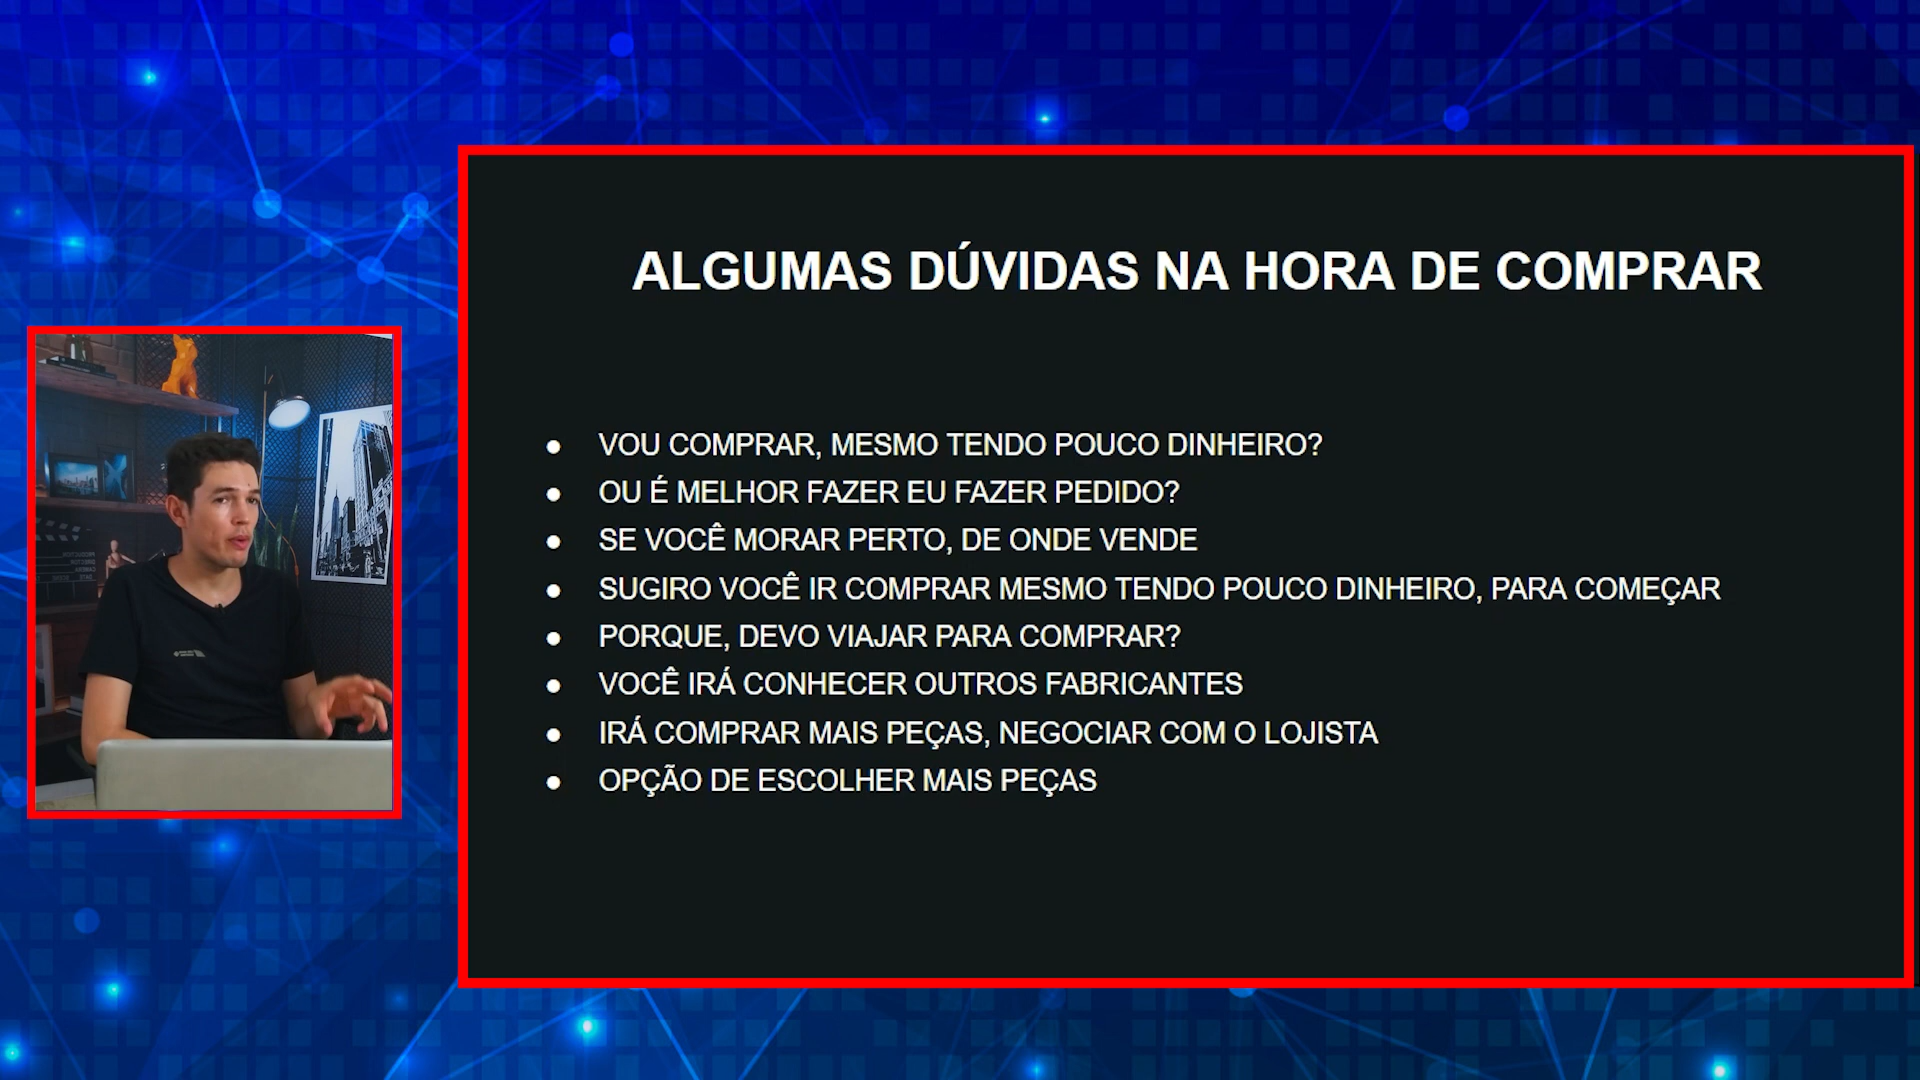 ALGUMAS DÚVIDAS NA HORA DE COMPRAR
● VOU COMPRAR, MESMO TENDO POUCO DINHEIRO?
● OU É MELHOR FAZER EU FAZER PEDIDO?
● SE VOCÊ MORAR PERTO, DE ONDE VENDE
● SUGIRO VOCÊ IR COMPRAR MESMO TENDO POUCO DINHEIRO, PARA COMEÇAR
● PORQUE, DEVO VIAJAR PARA COMPRAR?
● VOCÊ IRÁ CONHECER OUTROS FABRICANTES
● IRÁ COMPRAR MAIS PEÇAS, NEGOCIAR COM O LOJISTA
● OPÇÃO DE ESCOLHER MAIS PEÇAS